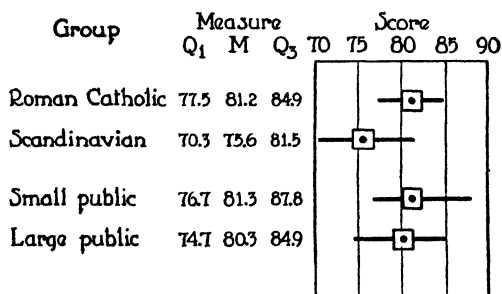 Group Measure Score
Q₁ M Q₃ 70 75 80 85 90
Roman Catholic 77.5 81.2 84.9
Scandinavian 70.3 75.6 81.5
Small public 76.7 81.3 87.8
Large public 74.7 80.3 84.9